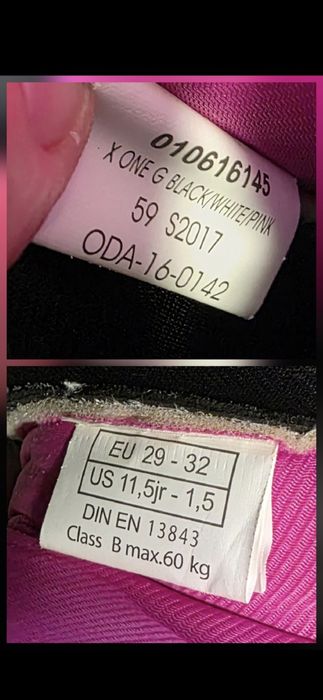 010616145
X ONE G BLACK/WHITE/PINK
59 S2017
ODA-16-0142
EU 29 - 32
US 11,5jr - 1,5
DIN EN 13843
Class B max.60 kg